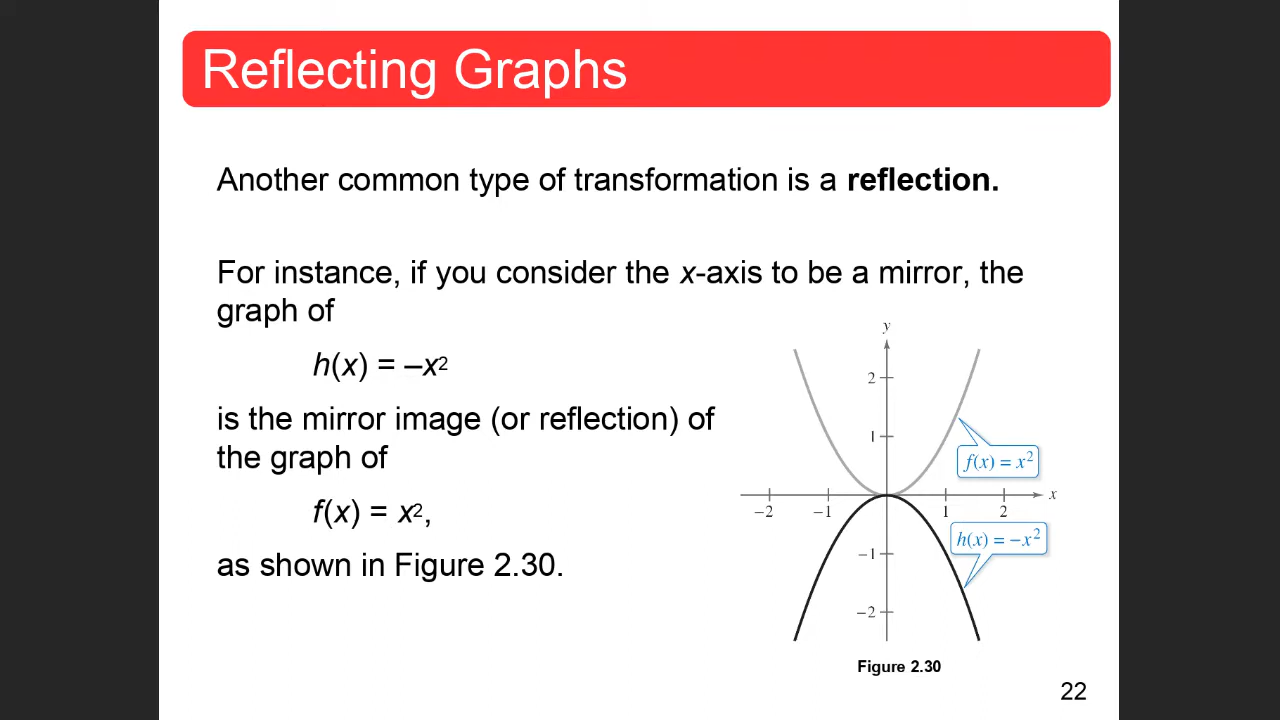 Reflecting Graphs
Another common type of transformation is a reflection.
For instance, if you consider the x-axis to be a mirror, the
graph of
h(x) = –x²
is the mirror image (or reflection) of
the graph of
f(x) = x²,
as shown in Figure 2.30.
y
2
1
f(x) = x²
x
−2 −1 1 2
h(x) = −x²
−1
−2
Figure 2.30
22